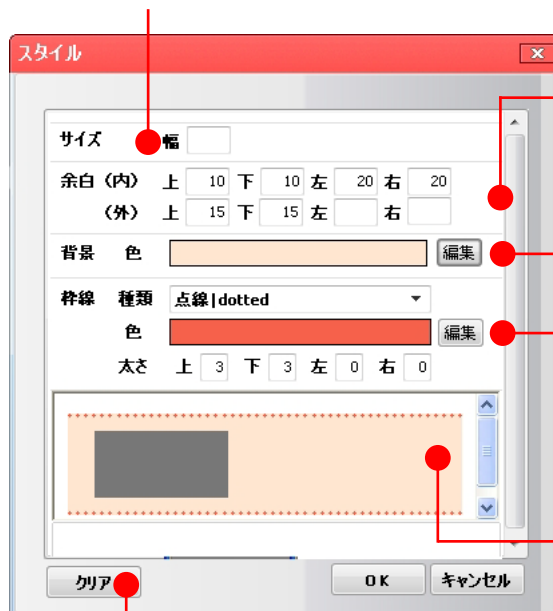 スタイル
サイズ 幅
余白 (内) 上 10 下 10 左 20 右 20
(外) 上 15 下 15 左 右
背景 色 編集
枠線 種類 点線|dotted
色 編集
太さ 上 3 下 3 左 0 右 0
クリア OK キャンセル